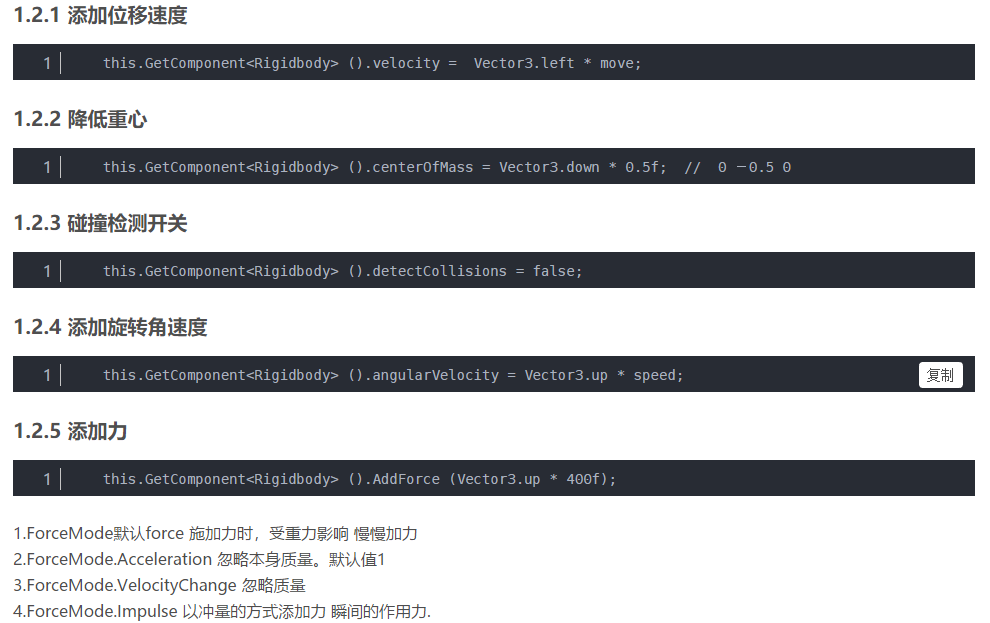 1.2.1 添加位移速度
1 this.GetComponent<Rigidbody> ().velocity =  Vector3.left * move;
1.2.2 降低重心
1 this.GetComponent<Rigidbody> ().centerOfMass = Vector3.down * 0.5f;  //  0 －0.5 0
1.2.3 碰撞检测开关
1 this.GetComponent<Rigidbody> ().detectCollisions = false;
1.2.4 添加旋转角速度
1 this.GetComponent<Rigidbody> ().angularVelocity = Vector3.up * speed; 复制
1.2.5 添加力
1 this.GetComponent<Rigidbody> ().AddForce (Vector3.up * 400f);
1.ForceMode默认force 施加力时，受重力影响 慢慢加力
2.ForceMode.Acceleration 忽略本身质量。默认值1
3.ForceMode.VelocityChange 忽略质量
4.ForceMode.Impulse 以冲量的方式添加力 瞬间的作用力.